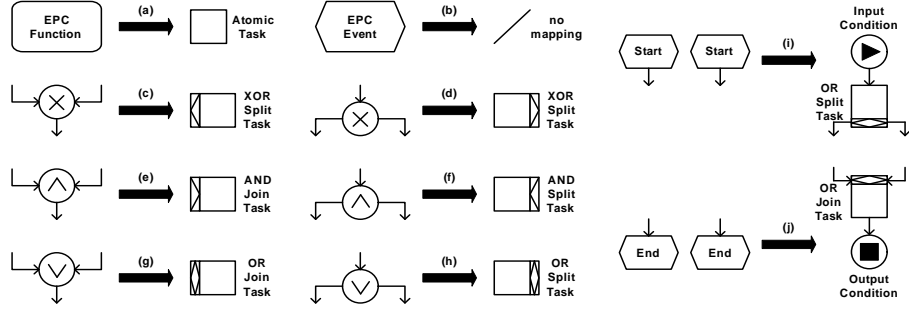 EPC
Function
(a)
Atomic
Task
EPC
Event
(b)
no
mapping
Start
Start
(i)
Input
Condition
OR
Split
Task
(c)
XOR
Split
Task
(d)
XOR
Split
Task
(e)
AND
Join
Task
(f)
AND
Split
Task
(g)
OR
Join
Task
(h)
OR
Split
Task
End
End
(j)
OR
Join
Task
Output
Condition